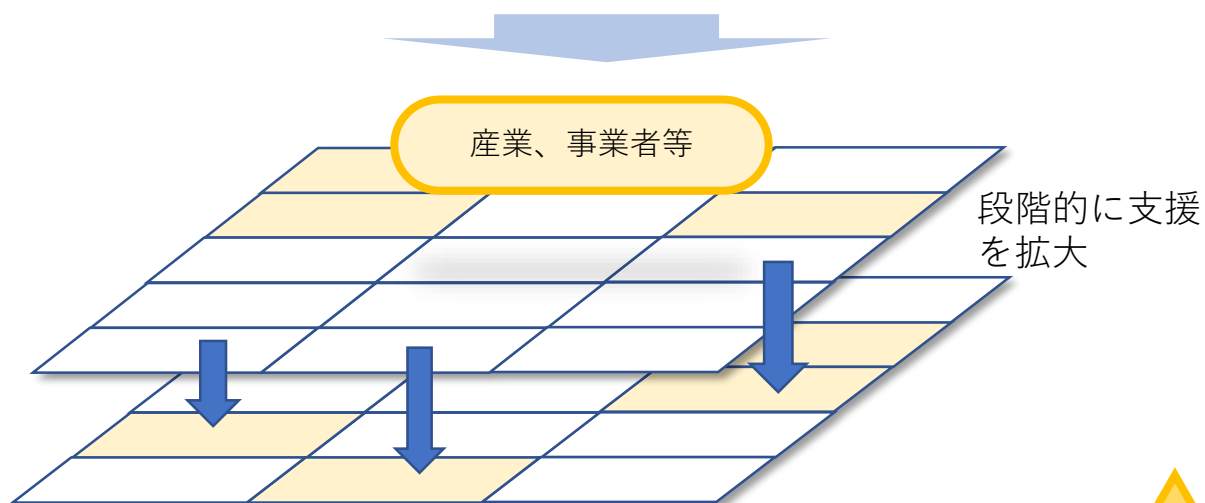 産業、事業者等
段階的に支援
を拡大